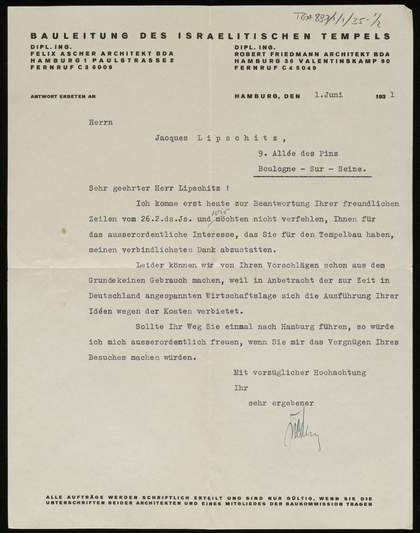 TGA 897/1/1/35-1/2
BAULEITUNG DES ISRAELITISCHEN TEMPELS
DIPL. ING.
FELIX ASCHER ARCHITEKT BDA
HAMBURG 1 PAULSTRASSE 2
FERNRUF C 3 6009
DIPL. ING.
ROBERT FRIEDMANN ARCHITEKT BDA
HAMBURG 36 VALENTINSKAMP 90
FERNRUF C 4 5049
ANTWORT ERBETEN AN
HAMBURG, DEN 1.Juni 1931
Herrn
Jacques Lipschitz,
9. Allée des Pins
Boulogne - Sur - Seine.
Sehr geehrter Herr Lipschitz !
Ich komme erst heute zur Beantwortung Ihrer freundlichen
Zeilen vom 26.2.ds.Js. und wir möchten nicht verfehlen, Ihnen für
das ausserordentliche Interesse, das Sie für den Tempelbau haben,
meinen verbindlichsten Dank abzustatten.
Leider können wir von Ihren Vorschlägen schon aus dem
Grundekeinen Gebrauch machen, weil in Anbetracht der zur Zeit in
Deutschland angespannten Wirtschaftslage sich die Ausführung Ihrer
Idéen wegen der Kosten verbietet.
Sollte Ihr Weg Sie einmal nach Hamburg führen, so würde
ich mich ausserordentlich freuen, wenn Sie mir das Vergnügen Ihres
Besuches machen würden.
Mit vorzüglicher Hochachtung
Ihr
sehr ergebener
ALLE AUFTRÄGE WERDEN SCHRIFTLICH ERTEILT UND SIND NUR GÜLTIG, WENN SIE DIE
UNTERSCHRIFTEN BEIDER ARCHITEKTEN UND EINES MITGLIEDES DER BAUKOMMISSION TRAGEN